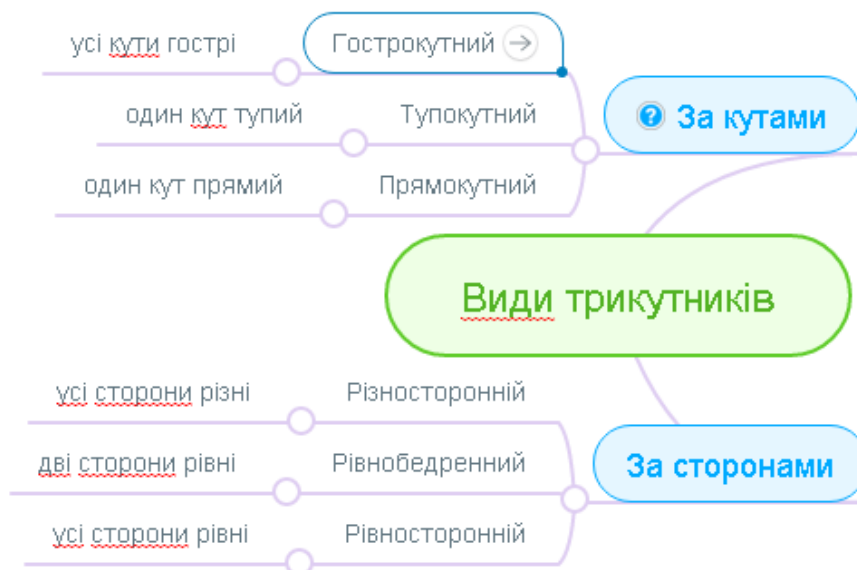 усі кути гострі
Гострокутний
За кутами
один кут тупий
Тупокутний
один кут прямий
Прямокутний
Види трикутників
усі сторони різні
Різносторонній
За сторонами
дві сторони рівні
Рівнобедренний
усі сторони рівні
Рівносторонній